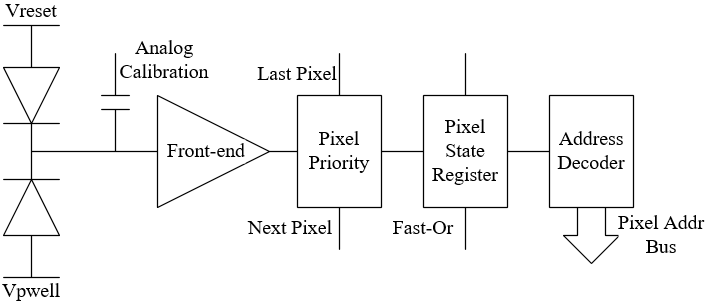 Vreset
Analog
Calibration
Last Pixel
Front-end
Pixel
Priority
Pixel
State
Register
Address
Decoder
Next Pixel
Fast-Or
Pixel Addr
Bus
Vpwell